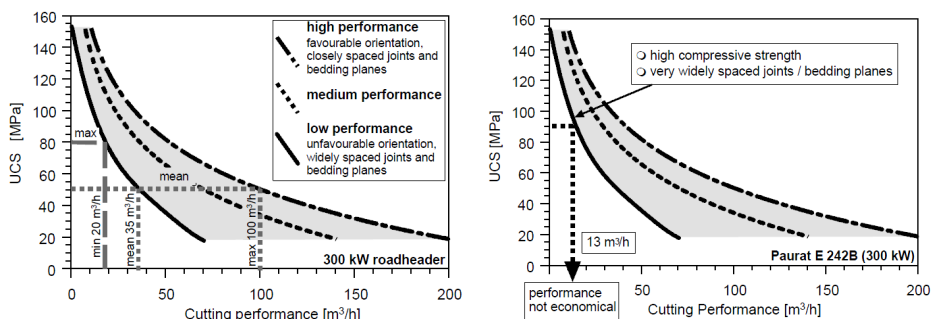 160
140
120
100
80
60
40
20
0
UCS [MPa]
high performance
favourable orientation,
closely spaced joints and
bedding planes
medium performance
low performance
unfavourable orientation,
widely spaced joints and
bedding planes
max
mean
min 20 m³/h
mean 35 m³/h
max 100 m³/h
300 kW roadheader
0
50
100
150
200
Cutting performance [m³/h]
160
140
120
100
80
60
40
20
0
UCS [MPa]
high compressive strength
very widely spaced joints / bedding planes
13 m³/h
Paurat E 242B (300 kW)
0
50
100
150
200
performance
not economical
Cutting Performance [m³/h]